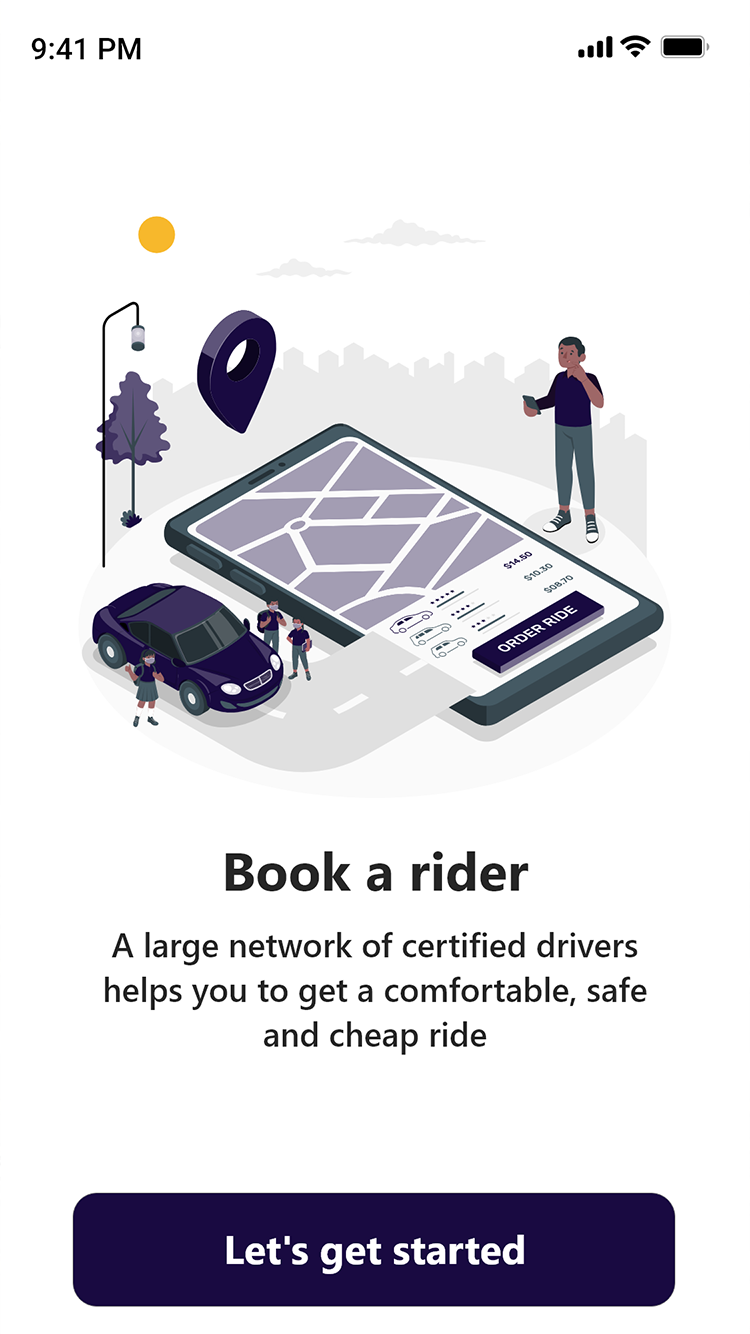 9:41 PM
$14.50
$10.30
$08.70
ORDER RIDE
Book a rider
A large network of certified drivers
helps you to get a comfortable, safe
and cheap ride
Let's get started